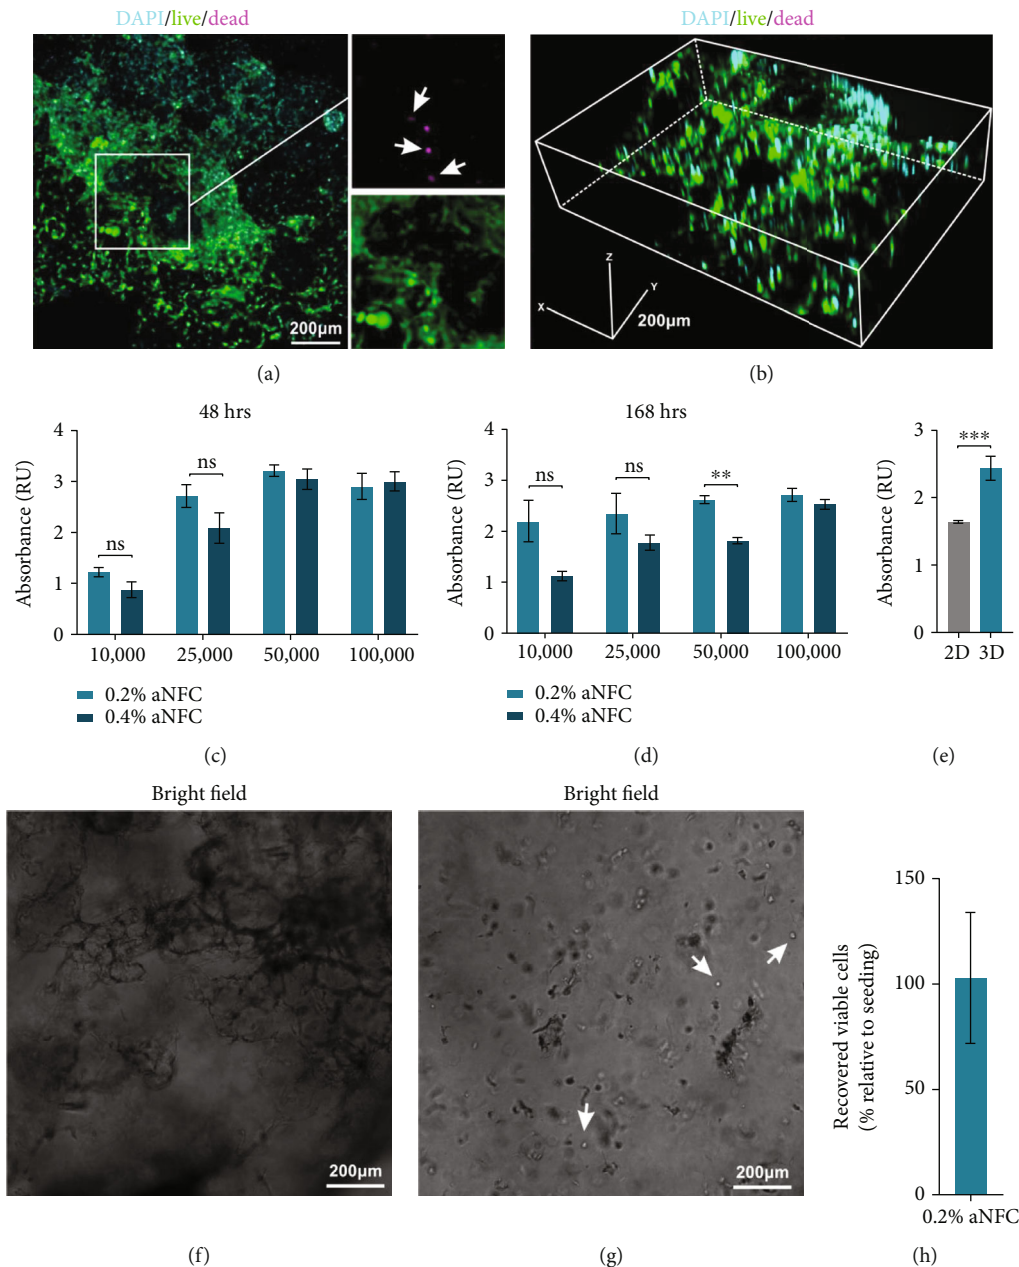 DAPI/live/dead
DAPI/live/dead
200µm
Z
Y
X
200µm
(a)
(b)
48 hrs
Absorbance (RU)
4
3
2
1
0
ns
ns
10,000
25,000
50,000
100,000
0.2% aNFC
0.4% aNFC
(c)
168 hrs
Absorbance (RU)
4
3
2
1
0
ns
ns
**
10,000
25,000
50,000
100,000
0.2% aNFC
0.4% aNFC
(d)
Absorbance (RU)
3
2
1
0
***
2D
3D
(e)
Bright field
200µm
(f)
Bright field
200µm
(g)
Recovered viable cells
(% relative to seeding)
150
100
50
0
0.2% aNFC
(h)